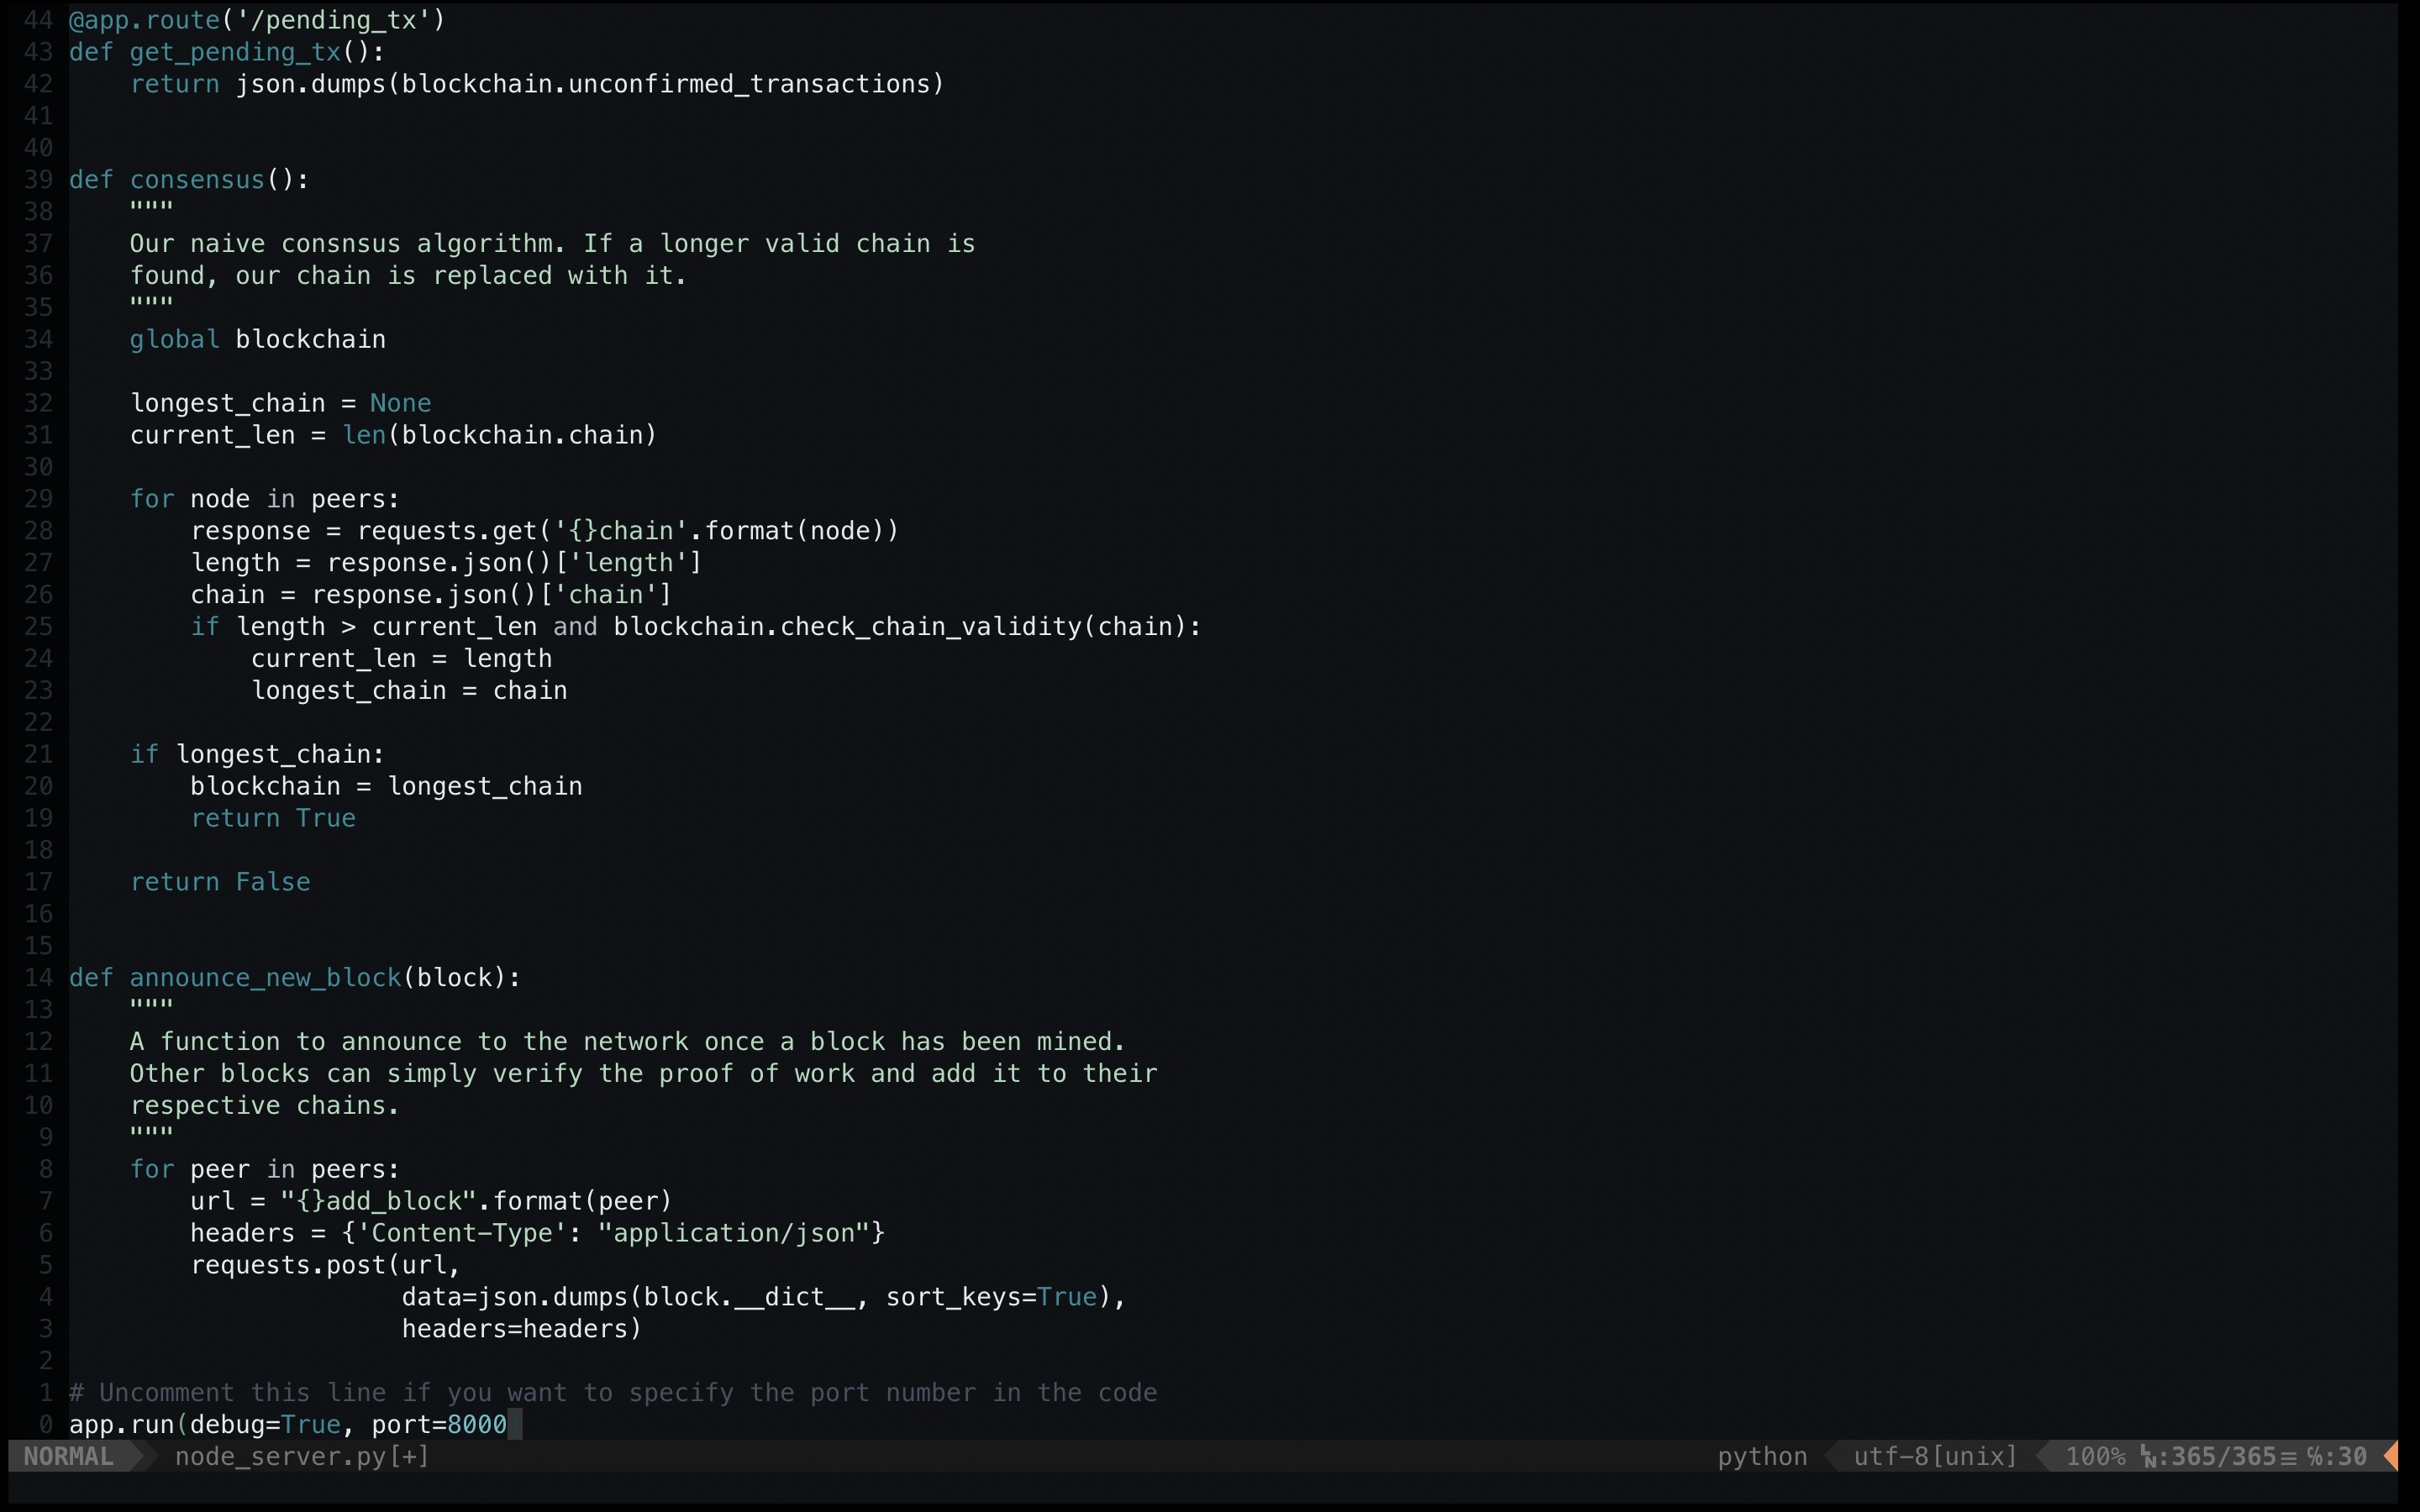 44 @app.route('/pending_tx')
43 def get_pending_tx():
42     return json.dumps(blockchain.unconfirmed_transactions)
41
40
39 def consensus():
38     """
37     Our naive consnsus algorithm. If a longer valid chain is
36     found, our chain is replaced with it.
35     """
34     global blockchain
33
32     longest_chain = None
31     current_len = len(blockchain.chain)
30
29     for node in peers:
28         response = requests.get('{}chain'.format(node))
27         length = response.json()['length']
26         chain = response.json()['chain']
25         if length > current_len and blockchain.check_chain_validity(chain):
24             current_len = length
23             longest_chain = chain
22
21     if longest_chain:
20         blockchain = longest_chain
19         return True
18
17     return False
16
15
14 def announce_new_block(block):
13     """
12     A function to announce to the network once a block has been mined.
11     Other blocks can simply verify the proof of work and add it to their
10     respective chains.
9     """
8     for peer in peers:
7         url = "{}add_block".format(peer)
6         headers = {'Content-Type': "application/json"}
5         requests.post(url,
4                       data=json.dumps(block.__dict__, sort_keys=True),
3                       headers=headers)
2
1 # Uncomment this line if you want to specify the port number in the code
0 app.run(debug=True, port=8000
NORMAL node_server.py[+] python utf-8[unix] 100% ␤:365/365≡ ℅:30